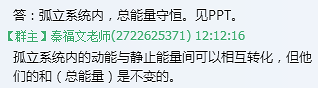 答：孤立系统内，总能量守恒。见PPT。
【群主】秦福文老师(2722625371) 12:12:16
孤立系统内的动能与静止能量间可以相互转化，但他
们的和（总能量）是不变的。